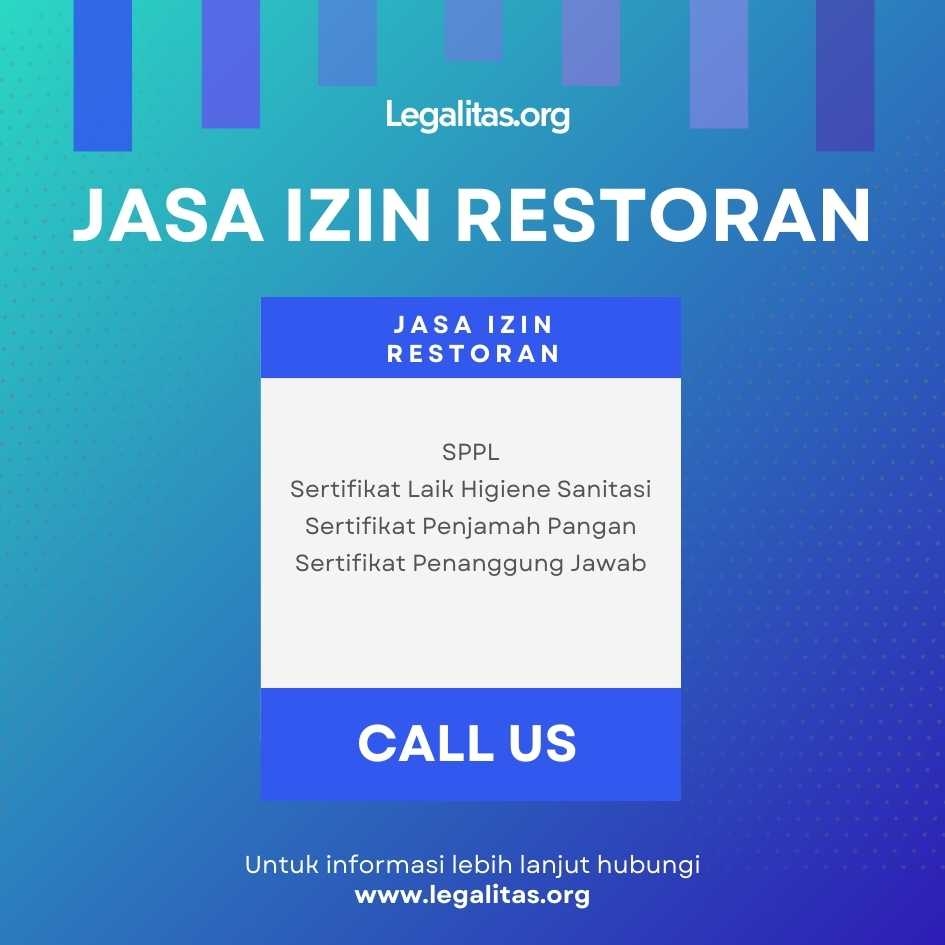 Legalitas.org
JASA IZIN RESTORAN
JASA IZIN
RESTORAN
SPPL
Sertifikat Laik Higiene Sanitasi
Sertifikat Penjamah Pangan
Sertifikat Penanggung Jawab
CALL US
Untuk informasi lebih lanjut hubungi
www.legalitas.org